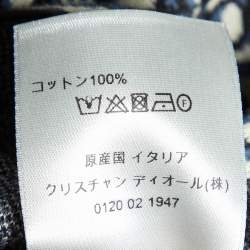 コットン100%
原産国 イタリア
クリスチャン ディオール(株)
0120 02 1947